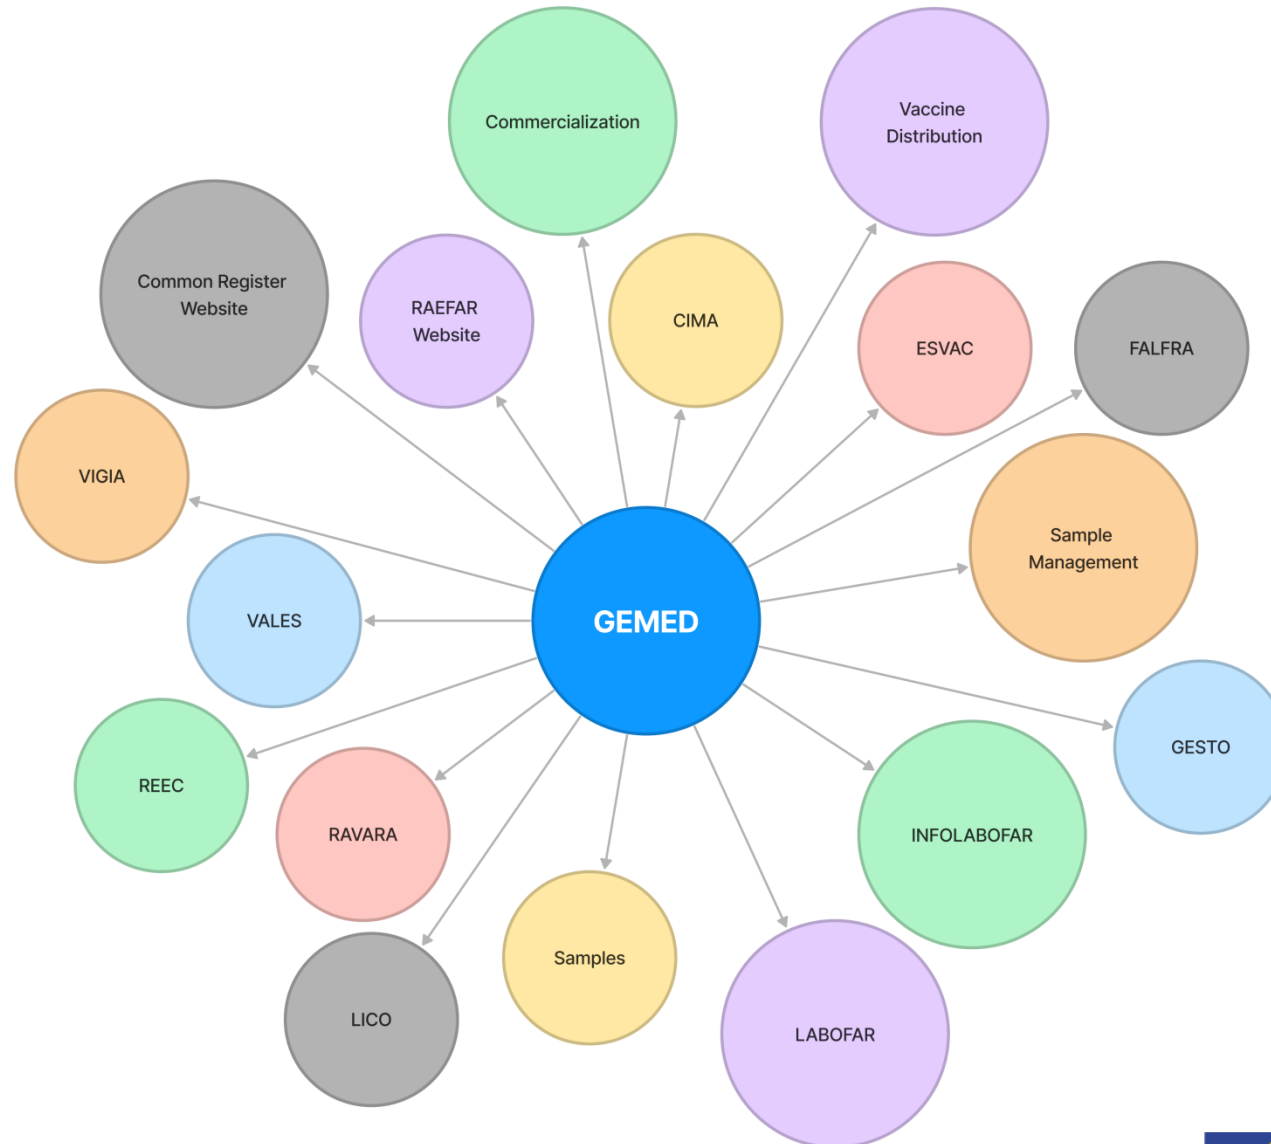 Commercialization
Vaccine
Distribution
Common Register
Website
RAEFAR
Website
CIMA
ESVAC
FALFRA
VIGIA
Sample
Management
VALES
GEMED
GESTO
REEC
RAVARA
INFOLABOFAR
Samples
LICO
LABOFAR